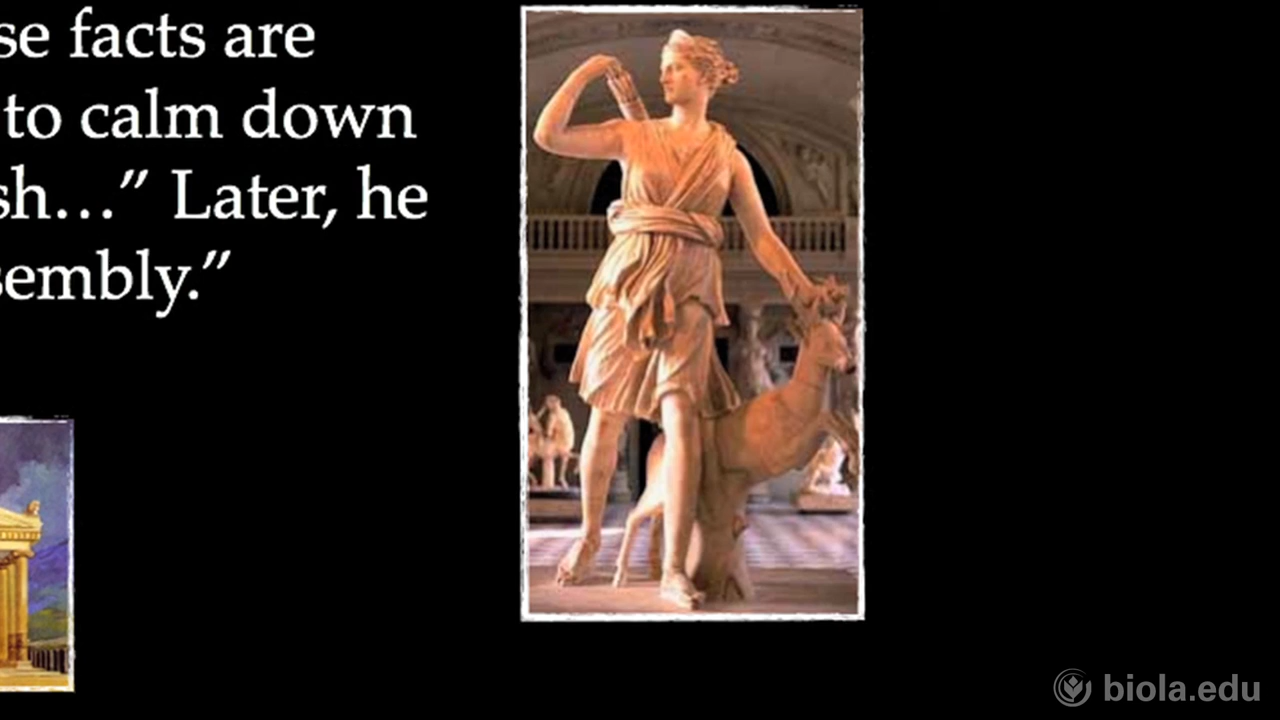 se facts are
to calm down
sh…” Later, he
sembly.”
biola.edu